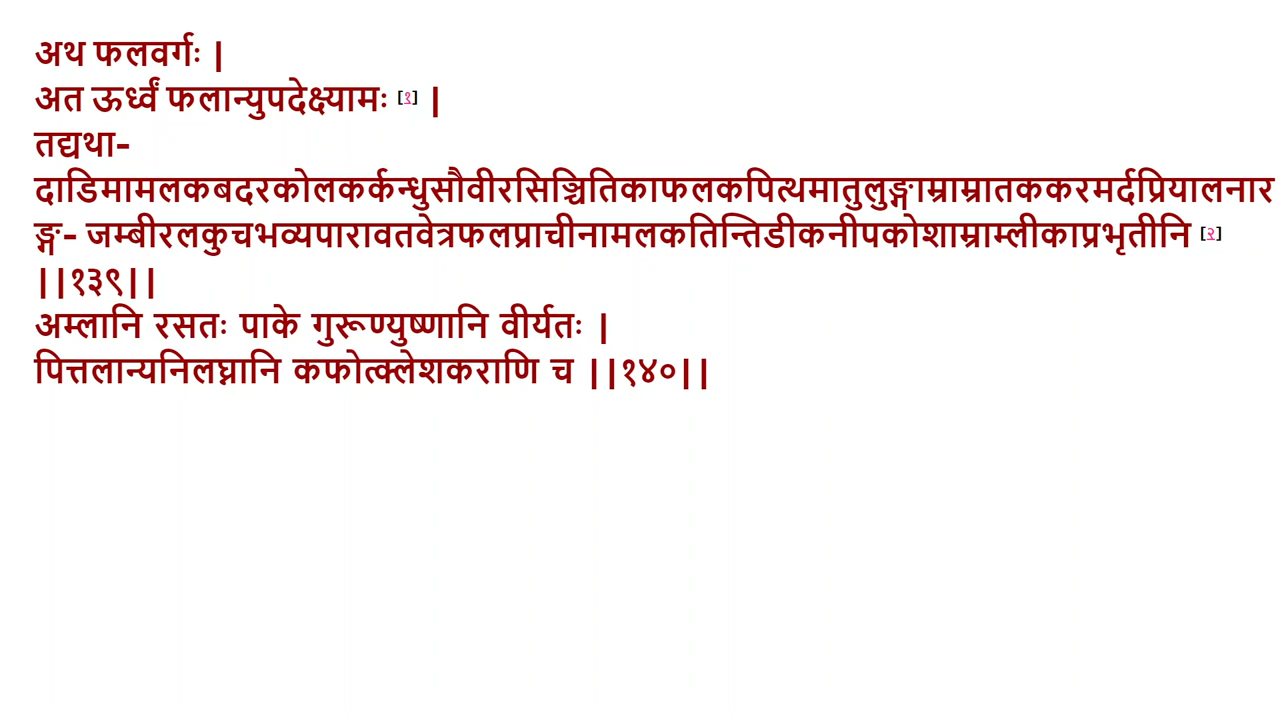 अथ फलवर्गः |
अत ऊर्ध्वं फलान्युपदेक्ष्यामः [१] |
तद्यथा-
दाडिमामलकबदरकोलकर्कन्धुसौवीरसिञ्चितिकाफलकपित्थमातुलुङ्गाम्राम्रातककरमर्दप्रियालनार
ङ्ग- जम्बीरलकुचभव्यपारावतवेत्रफलप्राचीनामलकतिन्तिडीकनीपकोशाम्राम्लीकाप्रभृतीनि [२]
||१३९||
अम्लानि रसतः पाके गुरूण्युष्णानि वीर्यतः |
पित्तलान्यनिलघ्नानि कफोत्क्लेशकराणि च ||१४०||